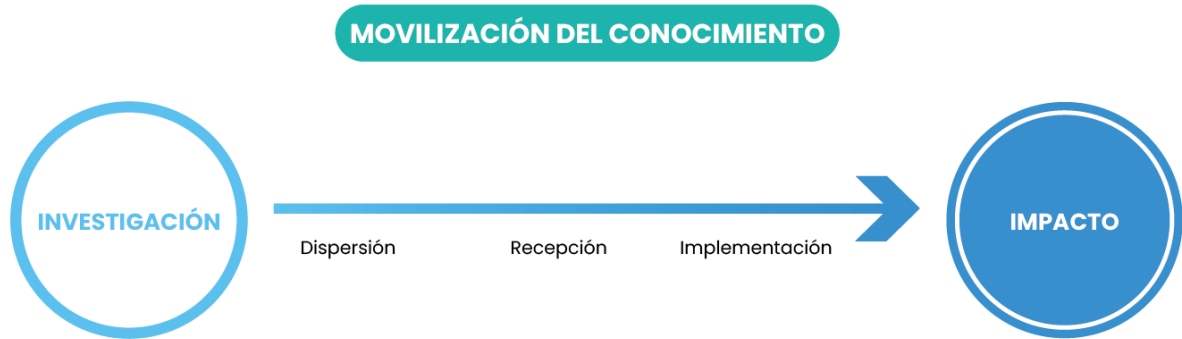 MOVILIZACIÓN DEL CONOCIMIENTO
INVESTIGACIÓN
Dispersión
Recepción
Implementación
IMPACTO